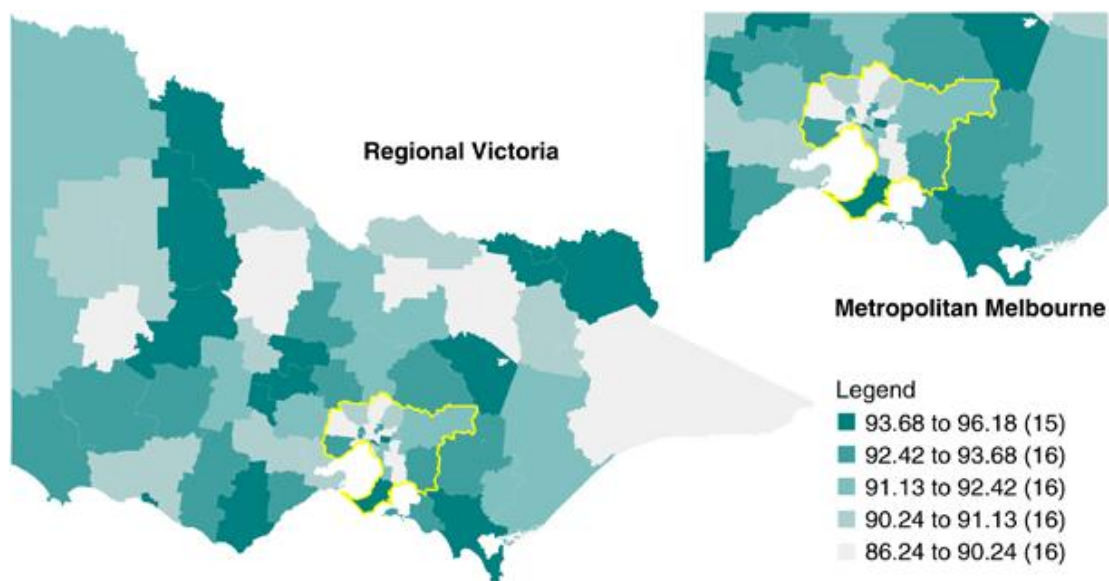 Regional Victoria
Metropolitan Melbourne
Legend
93.68 to 96.18 (15)
92.42 to 93.68 (16)
91.13 to 92.42 (16)
90.24 to 91.13 (16)
86.24 to 90.24 (16)